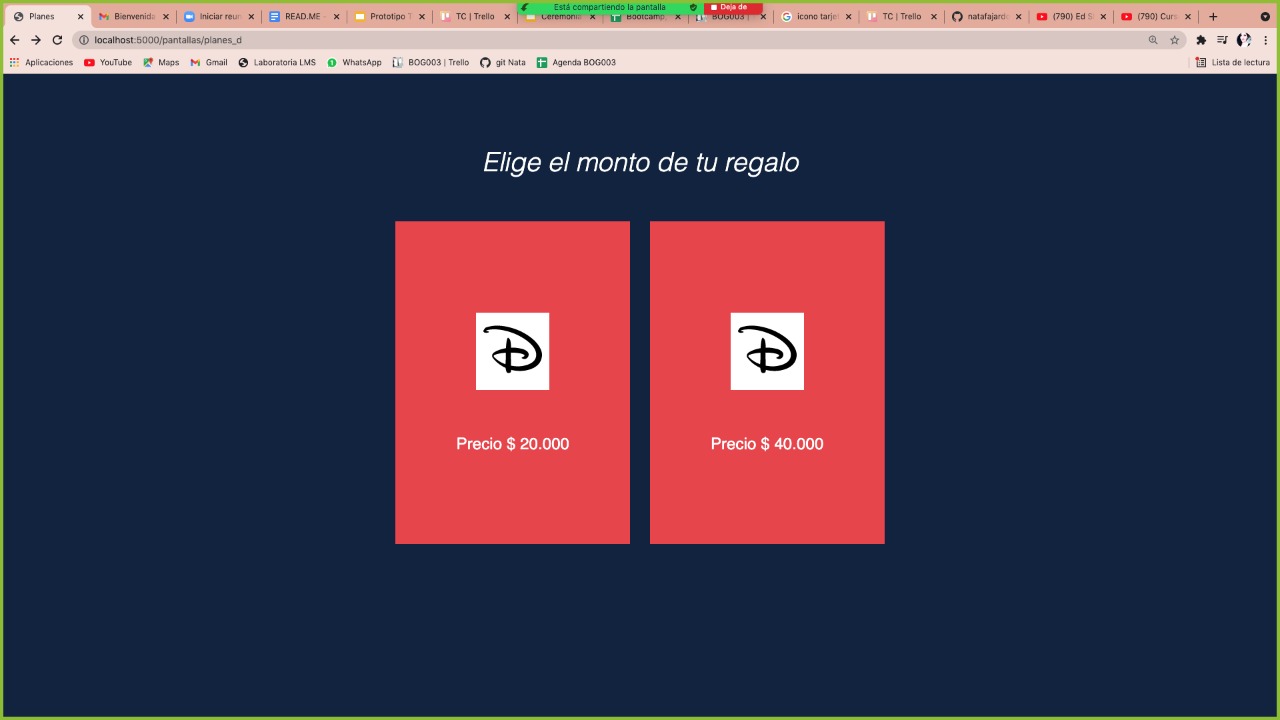 Está compartiendo la pantalla
Deja de
Planes
Bienvenida
Iniciar reun
READ.ME -
Prototipo T
TC | Trello
Ceremonia
Bootcamp,
BOG003 |
icono tarje
TC | Trello
natafajard
(790) Ed S
(790) Curs
localhost:5000/pantallas/planes_d
Aplicaciones
YouTube
Maps
Gmail
Laboratoria LMS
WhatsApp
BOG003 | Trello
git Nata
Agenda BOG003
Lista de lectura
Elige el monto de tu regalo
Precio $ 20.000
Precio $ 40.000